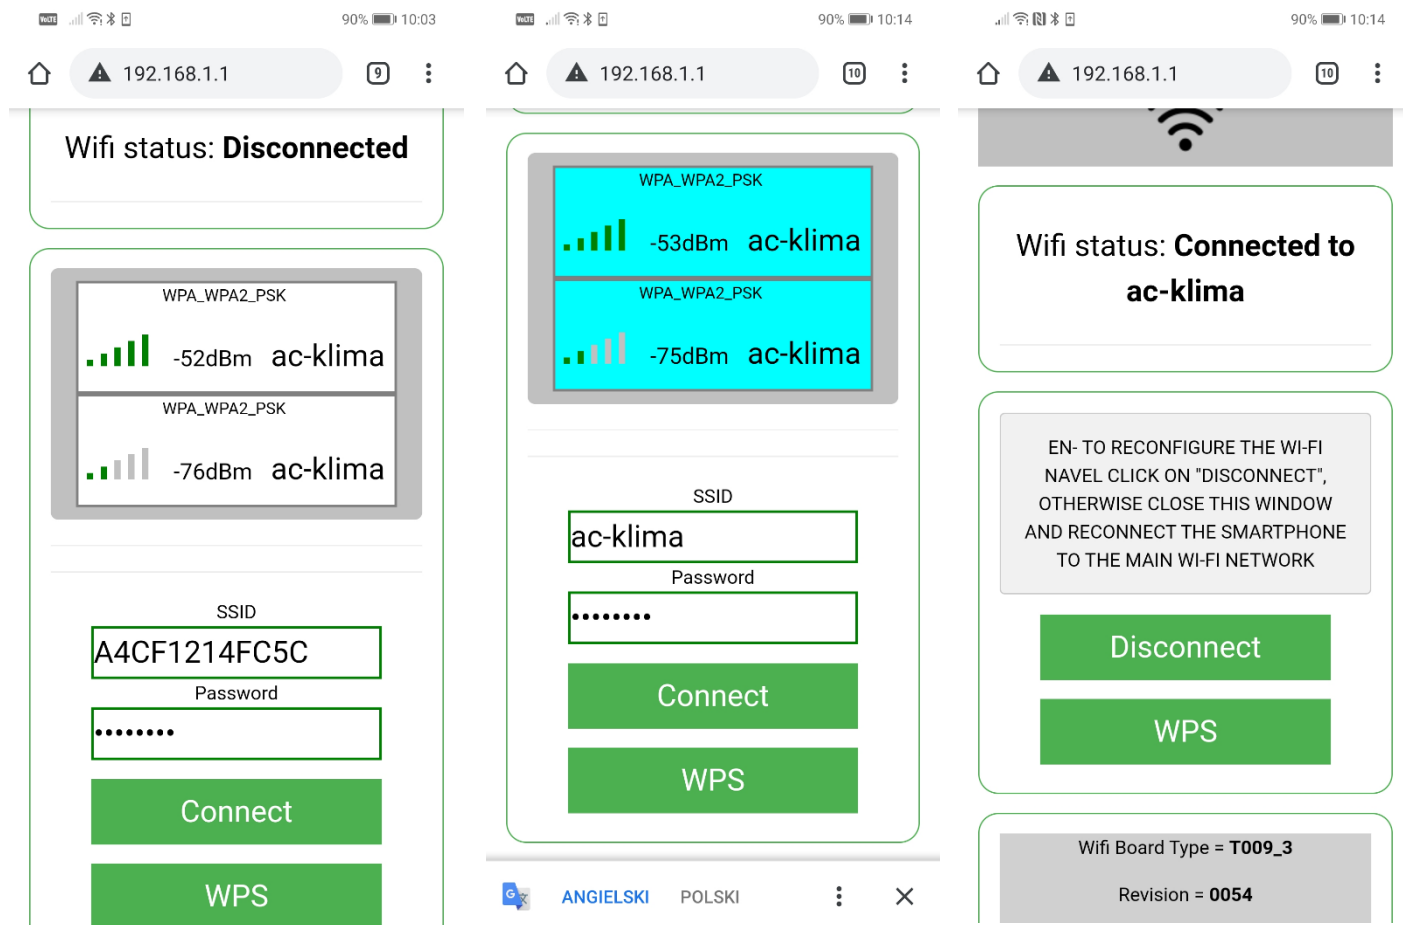 VoLTE
90% 10:03
192.168.1.1
9
Wifi status: Disconnected
WPA_WPA2_PSK
-52dBm ac-klima
WPA_WPA2_PSK
-76dBm ac-klima
SSID
A4CF1214FC5C
Password
••••••••
Connect
WPS
VoLTE
90% 10:14
192.168.1.1
10
WPA_WPA2_PSK
-53dBm ac-klima
WPA_WPA2_PSK
-75dBm ac-klima
SSID
ac-klima
Password
••••••••
Connect
WPS
G
ANGIELSKI POLSKI
90% 10:14
192.168.1.1
10
Wifi status: Connected to
ac-klima
EN- TO RECONFIGURE THE WI-FI
NAVEL CLICK ON "DISCONNECT",
OTHERWISE CLOSE THIS WINDOW
AND RECONNECT THE SMARTPHONE
TO THE MAIN WI-FI NETWORK
Disconnect
WPS
Wifi Board Type = T009_3
Revision = 0054